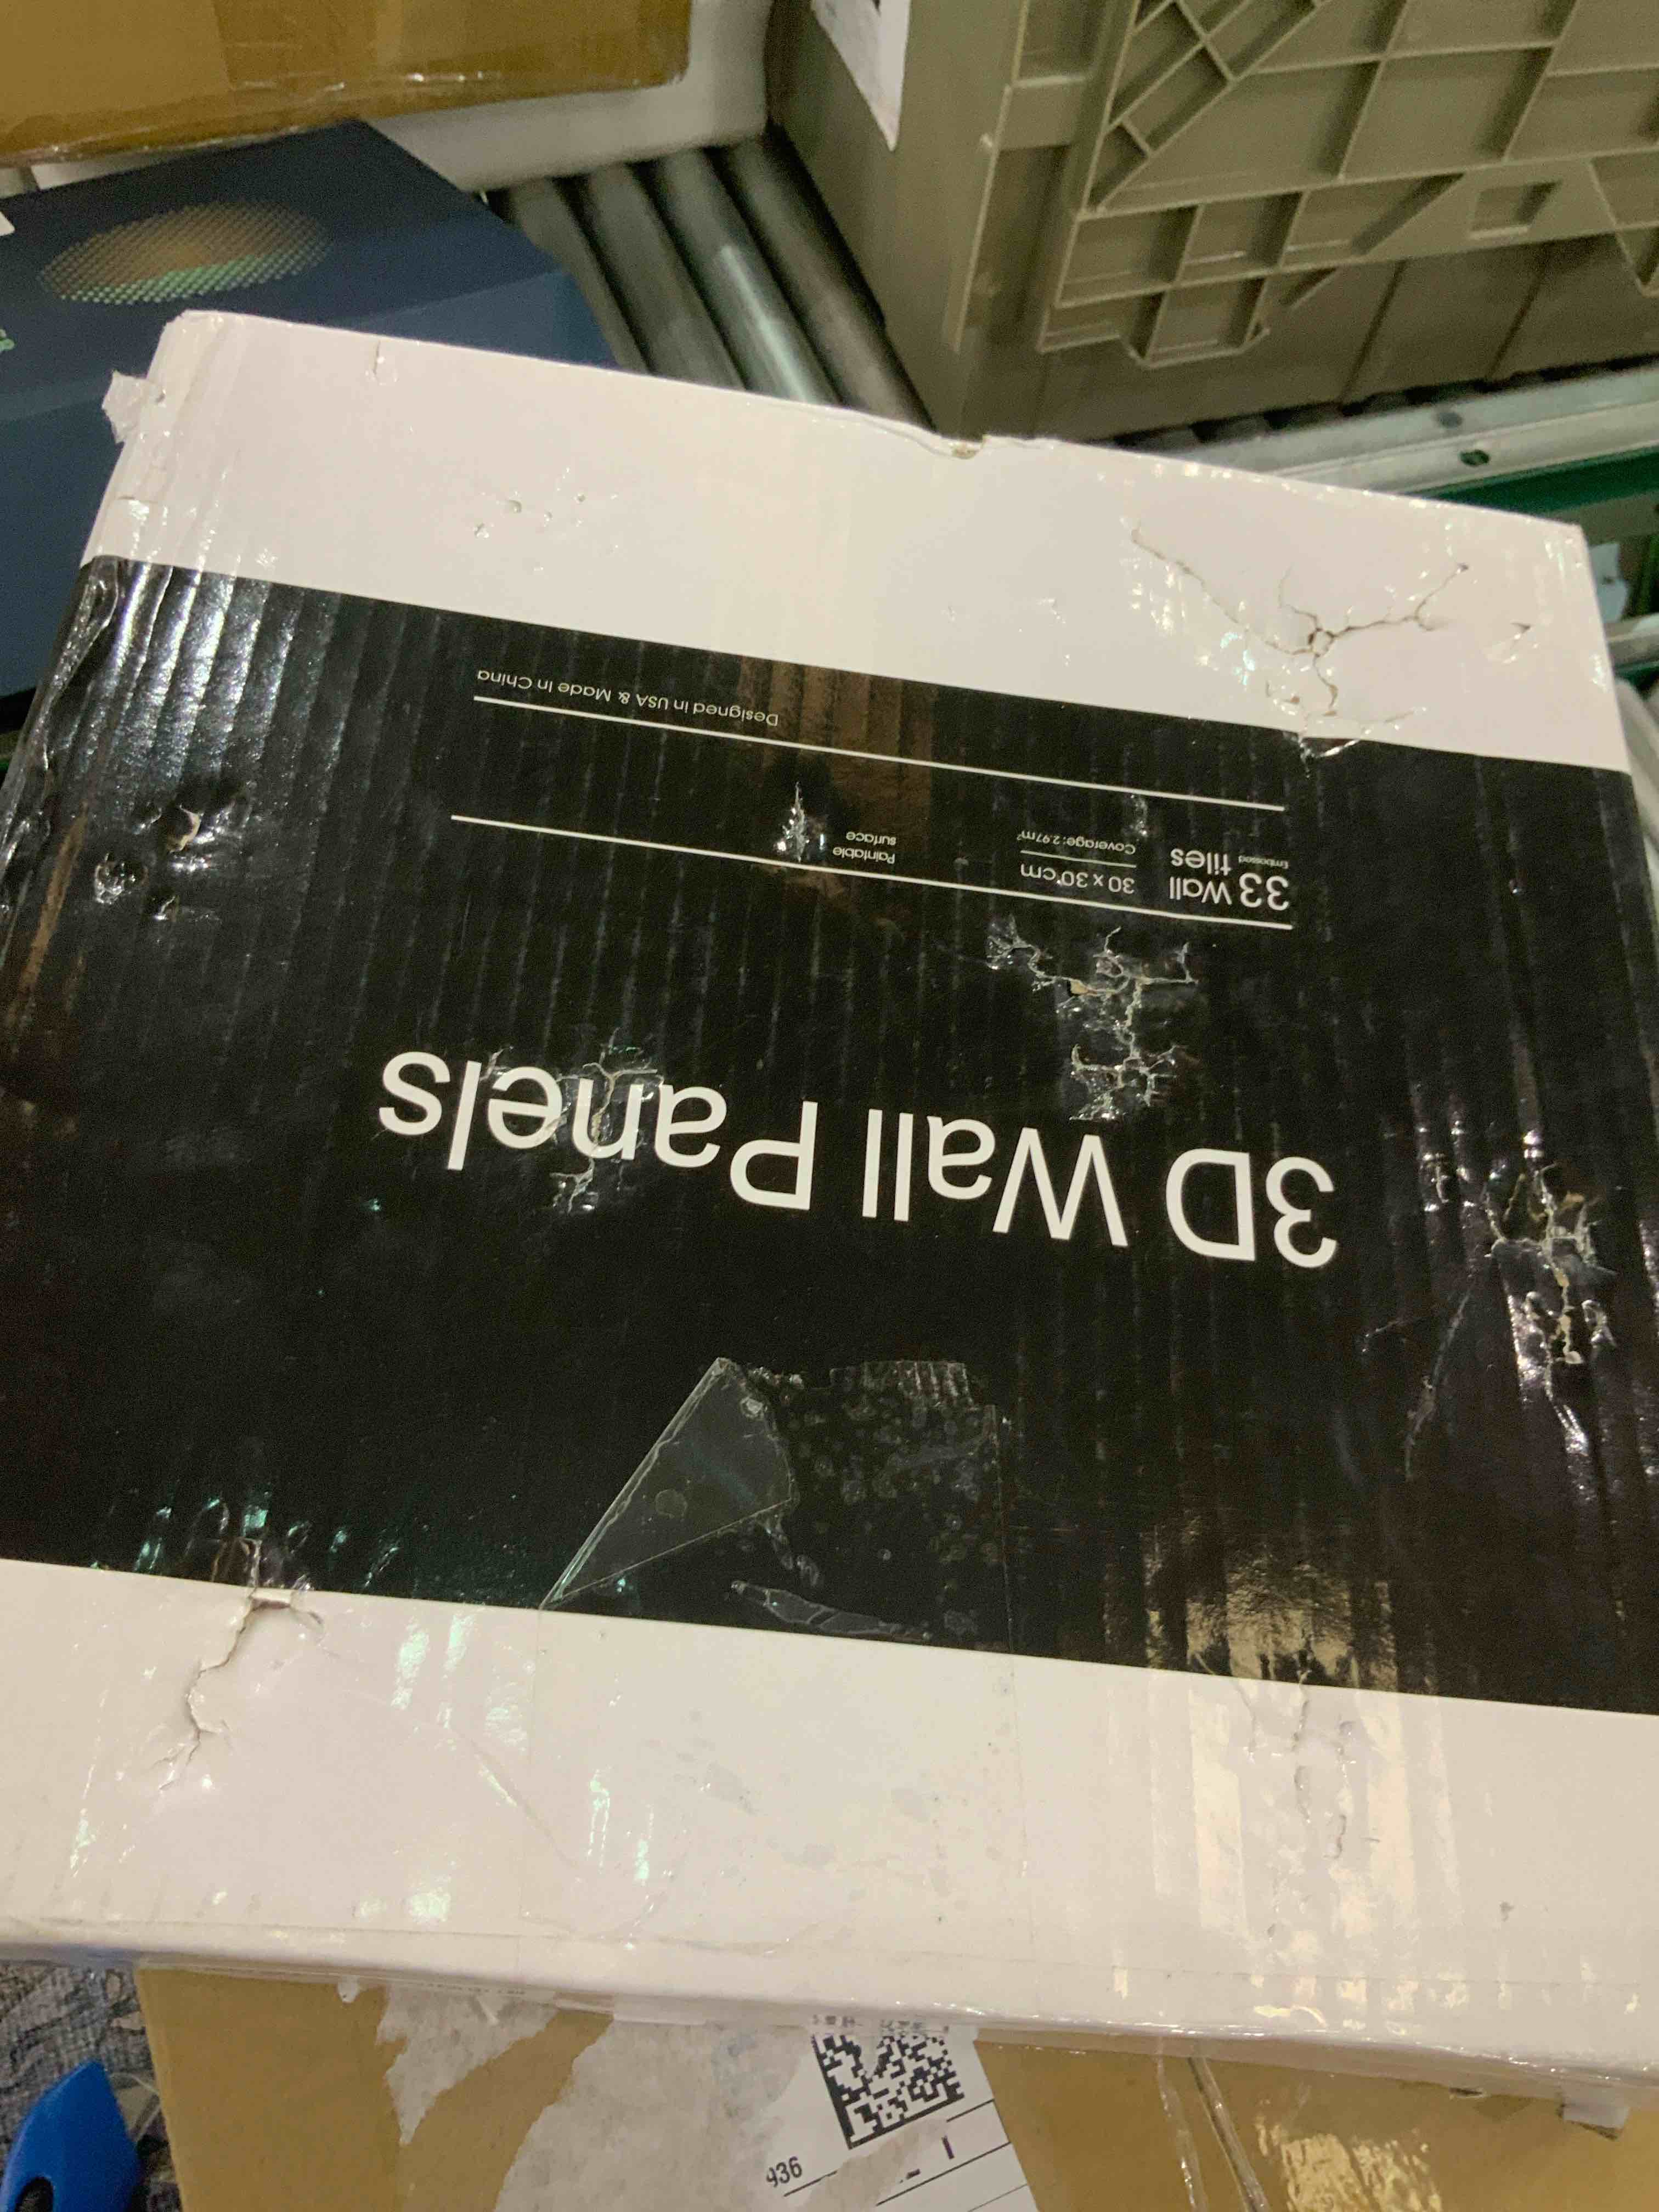 3D Wall Panels
33 Wall
Embossed tiles
30 x 30 cm
Coverage: 2.97m²
Paintable
surface
Designed in USA & Made In China
936